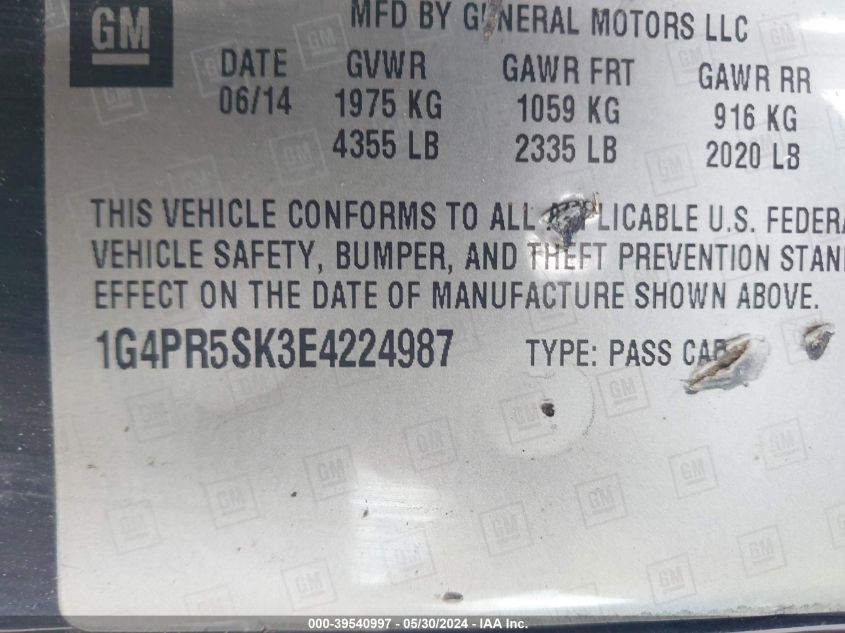 GM
MFD BY GENERAL MOTORS LLC
DATE GVWR GAWR FRT GAWR RR
06/14 1975 KG 1059 KG 916 KG
4355 LB 2335 LB 2020 LB
THIS VEHICLE CONFORMS TO ALL APPLICABLE U.S. FEDERA
VEHICLE SAFETY, BUMPER, AND THEFT PREVENTION STAN
EFFECT ON THE DATE OF MANUFACTURE SHOWN ABOVE.
1G4PR5SK3E4224987 TYPE: PASS CAR
000-39540997 - 05/30/2024 - IAA Inc.